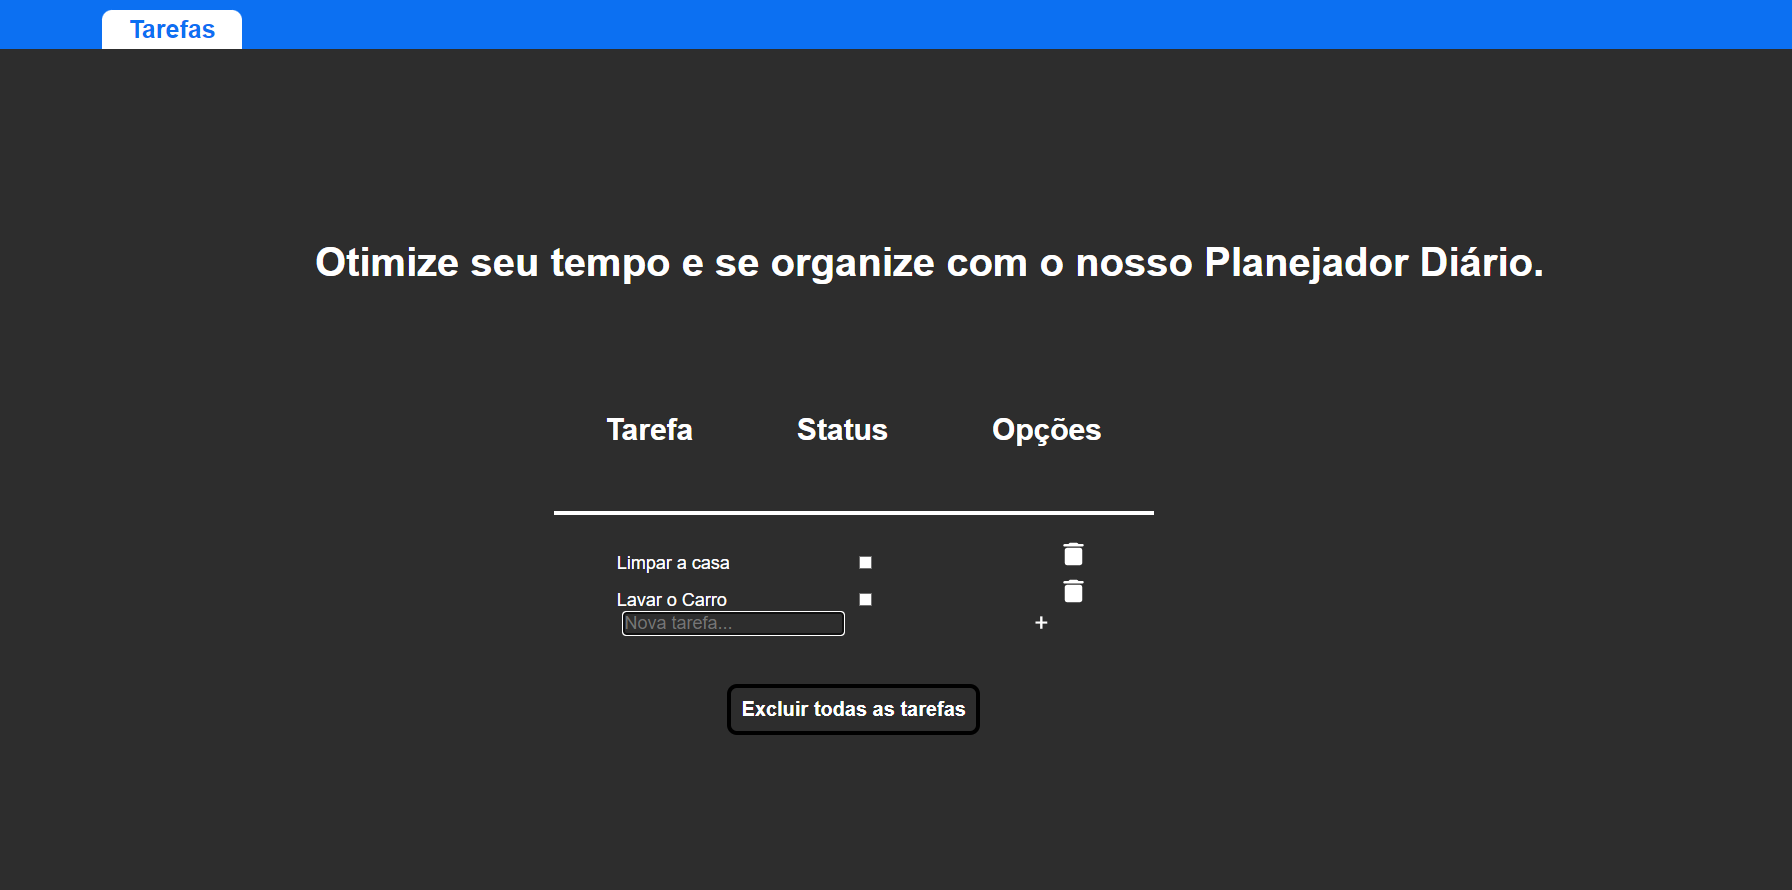 Tarefas
Otimize seu tempo e se organize com o nosso Planejador Diário.
Tarefa Status Opções
Limpar a casa
Lavar o Carro
Nova tarefa... +
Excluir todas as tarefas